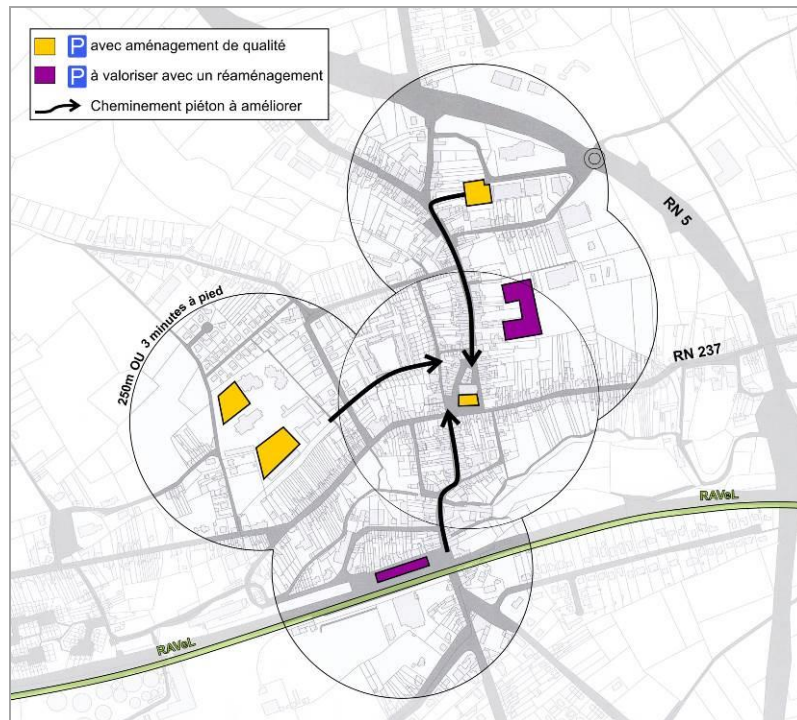 P avec aménagement de qualité
P à valoriser avec un réaménagement
Cheminement piéton à améliorer
RN 5
250m OU 3 minutes à pied
RN 237
RAVeL
RAVeL